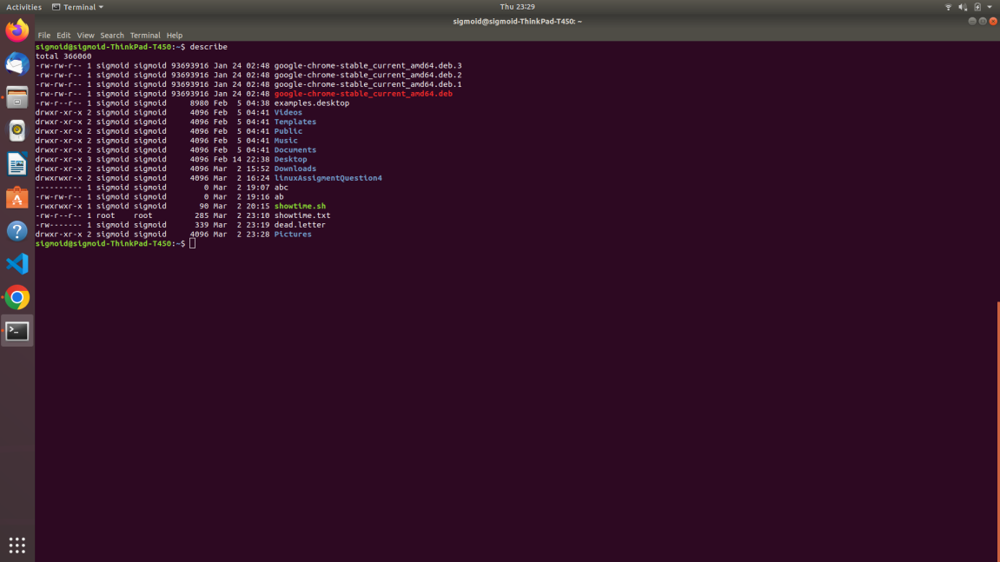 Activities Terminal Thu 23:29
sigmoid@sigmoid-ThinkPad-T450: ~
File Edit View Search Terminal Help
sigmoid@sigmoid-ThinkPad-T450:~$ describe
total 366060
-rw-rw-r-- 1 sigmoid sigmoid 93693916 Jan 24 02:48 google-chrome-stable_current_amd64.deb.3
-rw-rw-r-- 1 sigmoid sigmoid 93693916 Jan 24 02:48 google-chrome-stable_current_amd64.deb.2
-rw-rw-r-- 1 sigmoid sigmoid 93693916 Jan 24 02:48 google-chrome-stable_current_amd64.deb.1
-rw-rw-r-- 1 sigmoid sigmoid 93693916 Jan 24 02:48 google-chrome-stable_current_amd64.deb
-rw-r--r-- 1 sigmoid sigmoid     8980 Feb  5 04:38 examples.desktop
drwxr-xr-x 2 sigmoid sigmoid     4096 Feb  5 04:41 Videos
drwxr-xr-x 2 sigmoid sigmoid     4096 Feb  5 04:41 Templates
drwxr-xr-x 2 sigmoid sigmoid     4096 Feb  5 04:41 Public
drwxr-xr-x 2 sigmoid sigmoid     4096 Feb  5 04:41 Music
drwxr-xr-x 2 sigmoid sigmoid     4096 Feb  5 04:41 Documents
drwxr-xr-x 3 sigmoid sigmoid     4096 Feb 14 22:38 Desktop
drwxr-xr-x 2 sigmoid sigmoid     4096 Mar  2 15:52 Downloads
drwxrwxr-x 2 sigmoid sigmoid     4096 Mar  2 16:24 linuxAssigmentQuestion4
---------- 1 sigmoid sigmoid        0 Mar  2 19:07 abc
-rw-rw-r-- 1 sigmoid sigmoid        0 Mar  2 19:16 ab
-rwxrwxr-x 1 sigmoid sigmoid       90 Mar  2 20:15 showtime.sh
-rw-r--r-- 1 root    root         285 Mar  2 23:10 showtime.txt
-rw------- 1 sigmoid sigmoid      339 Mar  2 23:19 dead.letter
drwxr-xr-x 2 sigmoid sigmoid     4096 Mar  2 23:28 Pictures
sigmoid@sigmoid-ThinkPad-T450:~$